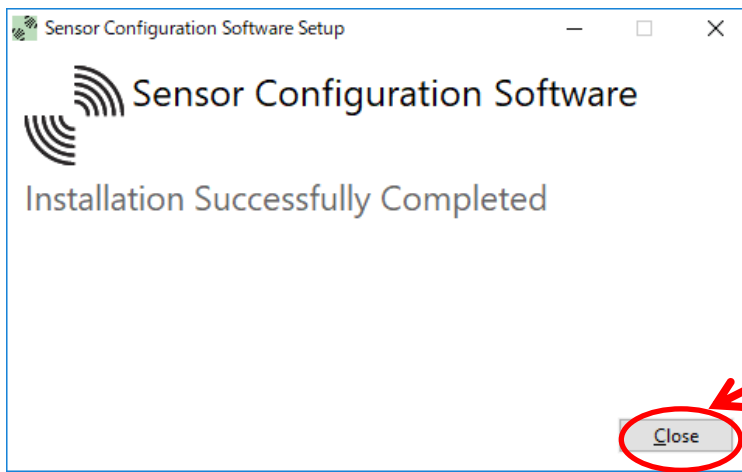 Sensor Configuration Software Setup
Sensor Configuration Software
Installation Successfully Completed
Close